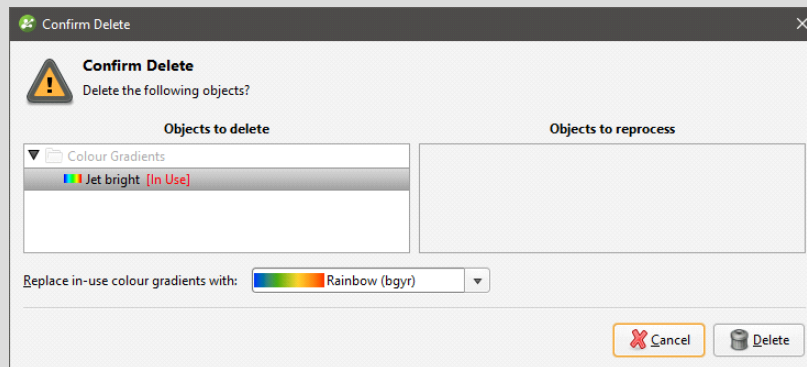 Confirm Delete
Confirm Delete
Delete the following objects?
Objects to delete
Objects to reprocess
Colour Gradients
Jet bright [In Use]
Replace in-use colour gradients with:
Rainbow (bgyr)
Cancel
Delete